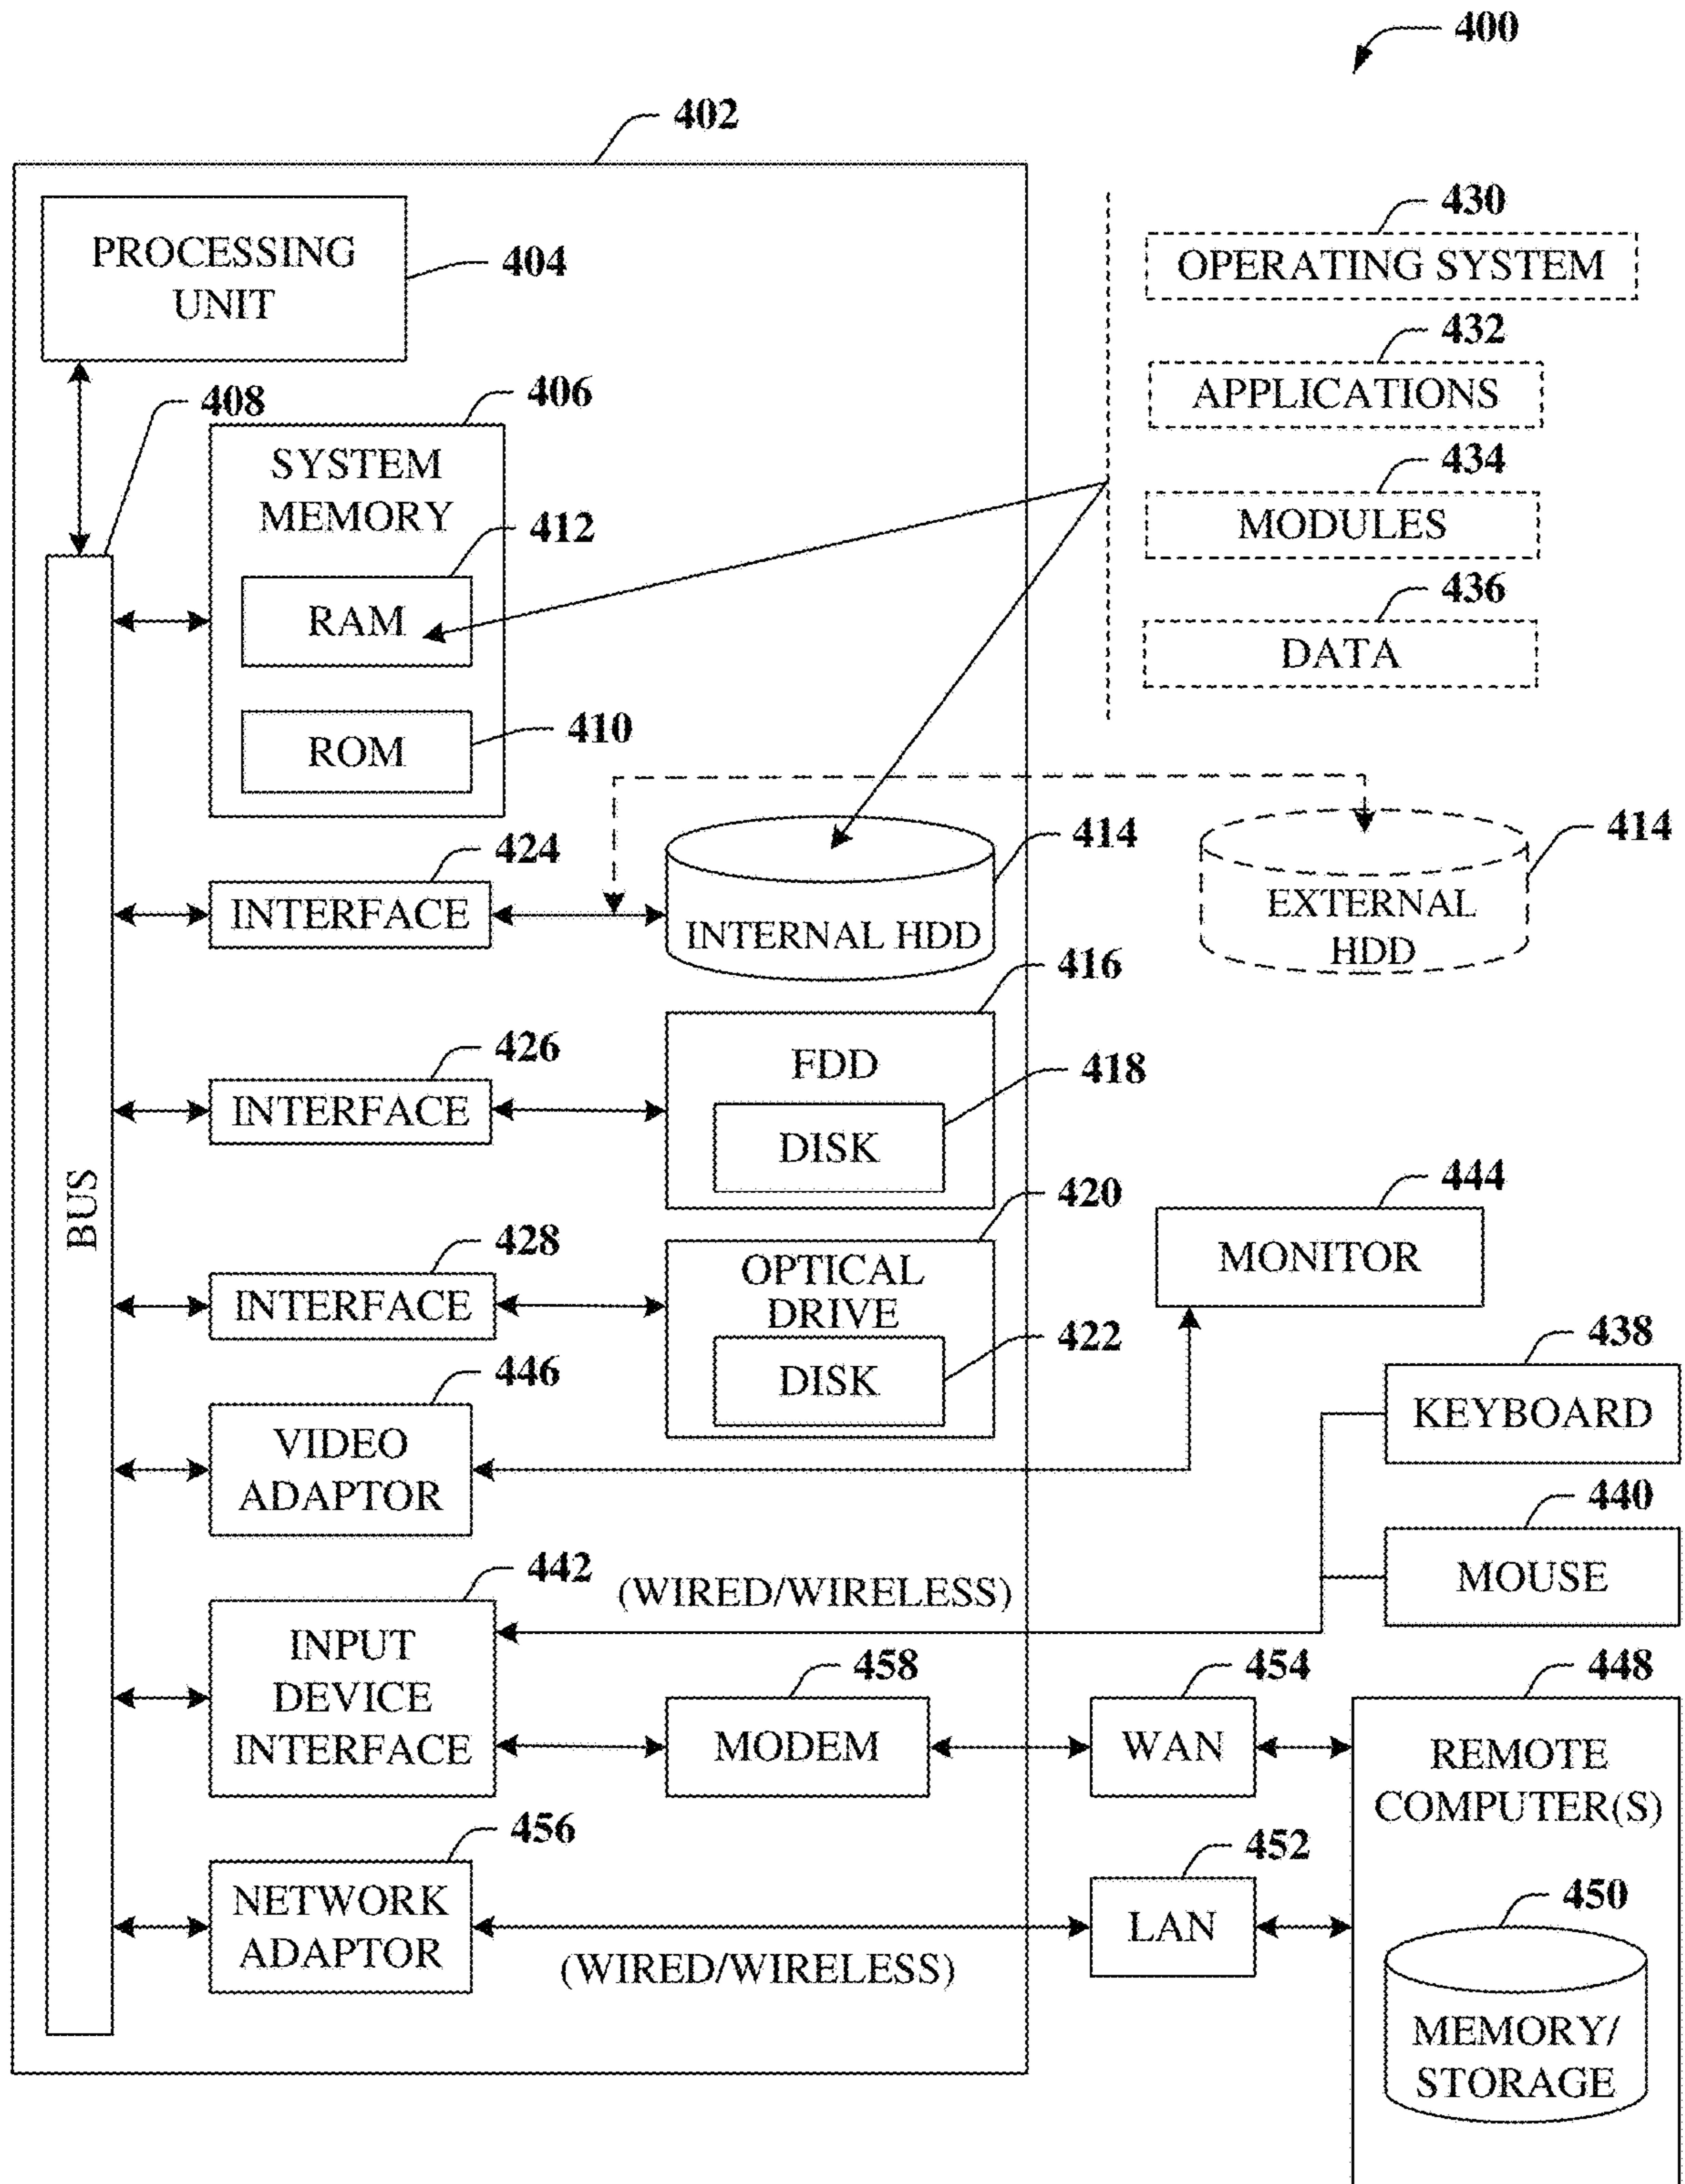 400
402
PROCESSING
UNIT
404
430
OPERATING SYSTEM
432
APPLICATIONS
434
MODULES
436
DATA
408
406
SYSTEM
MEMORY
412
RAM
410
ROM
424
INTERFACE
414
INTERNAL HDD
414
EXTERNAL
HDD
416
FDD
418
DISK
426
INTERFACE
BUS
420
OPTICAL
DRIVE
422
DISK
428
INTERFACE
444
MONITOR
446
VIDEO
ADAPTOR
438
KEYBOARD
440
MOUSE
442
(WIRED/WIRELESS)
INPUT
DEVICE
INTERFACE
458
MODEM
454
WAN
448
REMOTE
COMPUTER(S)
456
NETWORK
ADAPTOR
(WIRED/WIRELESS)
452
LAN
450
MEMORY/
STORAGE